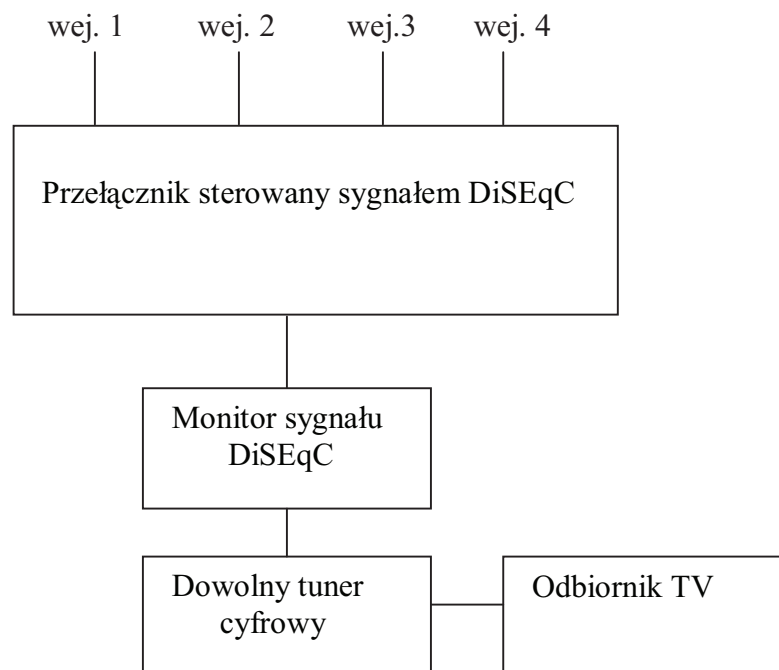 wej. 1 wej. 2 wej.3 wej. 4
Przełącznik sterowany sygnałem DiSEqC
Monitor sygnału
DiSEqC
Dowolny tuner
cyfrowy
Odbiornik TV